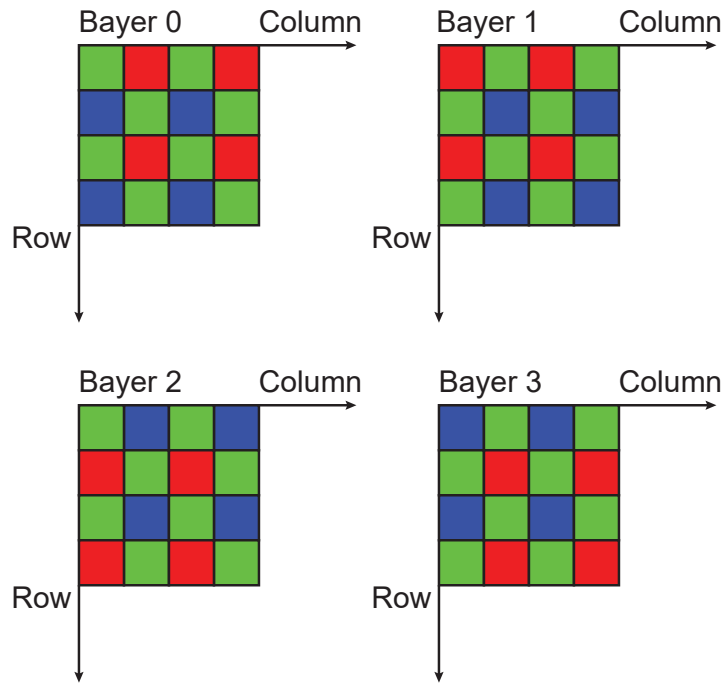 Bayer 0 Column
Bayer 1 Column
Row
Row
Bayer 2 Column
Bayer 3 Column
Row
Row